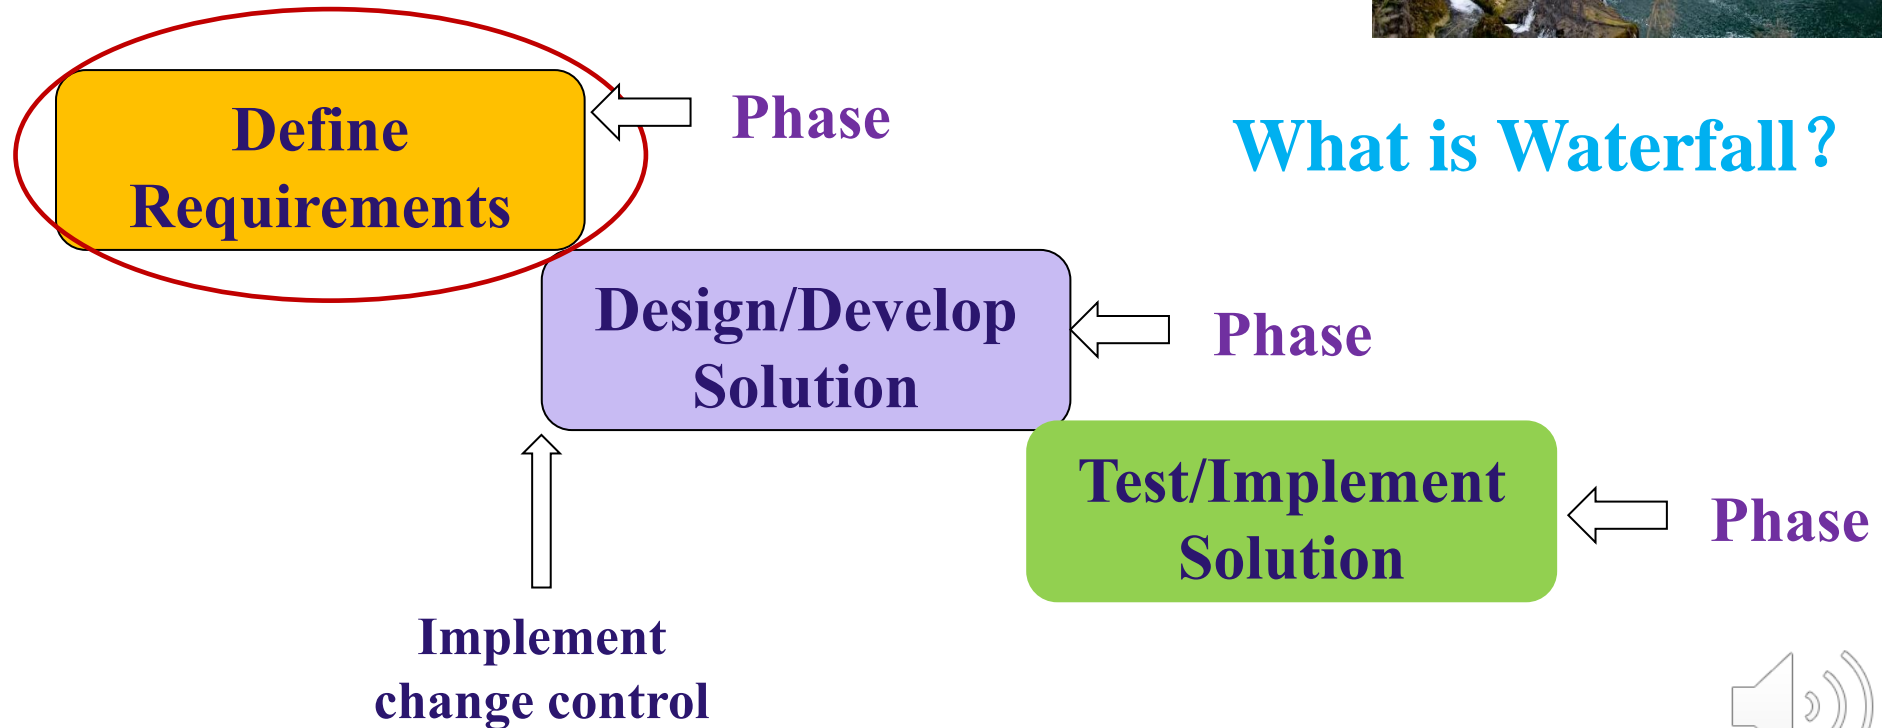 Define
Requirements
Phase
What is Waterfall？
Design/Develop
Solution
Phase
Test/Implement
Solution
Phase
Implement
change control